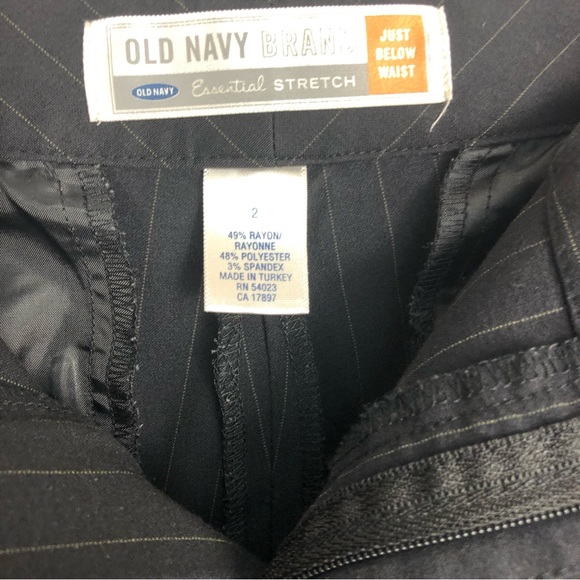 OLD NAVY BRAND
JUST
BELOW
WAIST
OLD NAVY Essential STRETCH
2
49% RAYON/
RAYONNE
48% POLYESTER
3% SPANDEX
MADE IN TURKEY
RN 54023
CA 17897